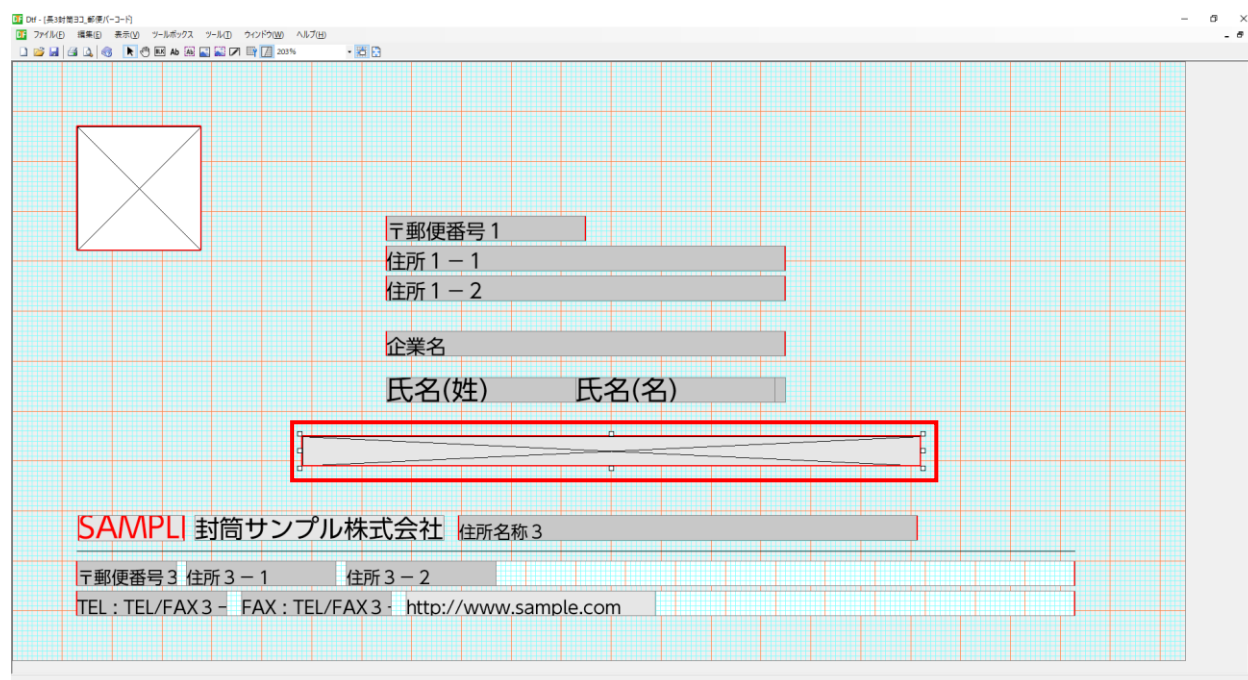 Dtf - [長3封筒ヨコ_郵便バーコード]
ファイル(F) 編集(E) 表示(V) ツールボックス ツール(T) ウィンドウ(W) ヘルプ(H)
203%
〒郵便番号1
住所1－1
住所1－2
企業名
氏名(姓) 氏名(名)
SAMPL 封筒サンプル株式会社 住所名称3
〒郵便番号3 住所3－1 住所3－2
TEL：TEL/FAX3－ FAX：TEL/FAX3 http://www.sample.com